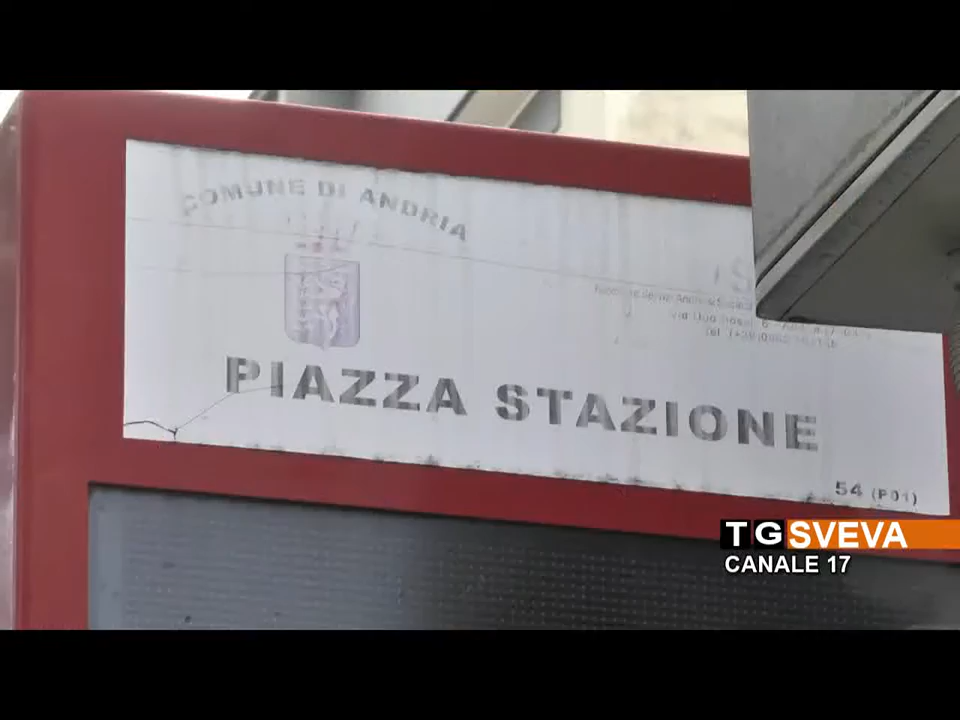 COMUNE DI ANDRIA
PIAZZA STAZIONE
54 (P01)
TG SVEVA
CANALE 17